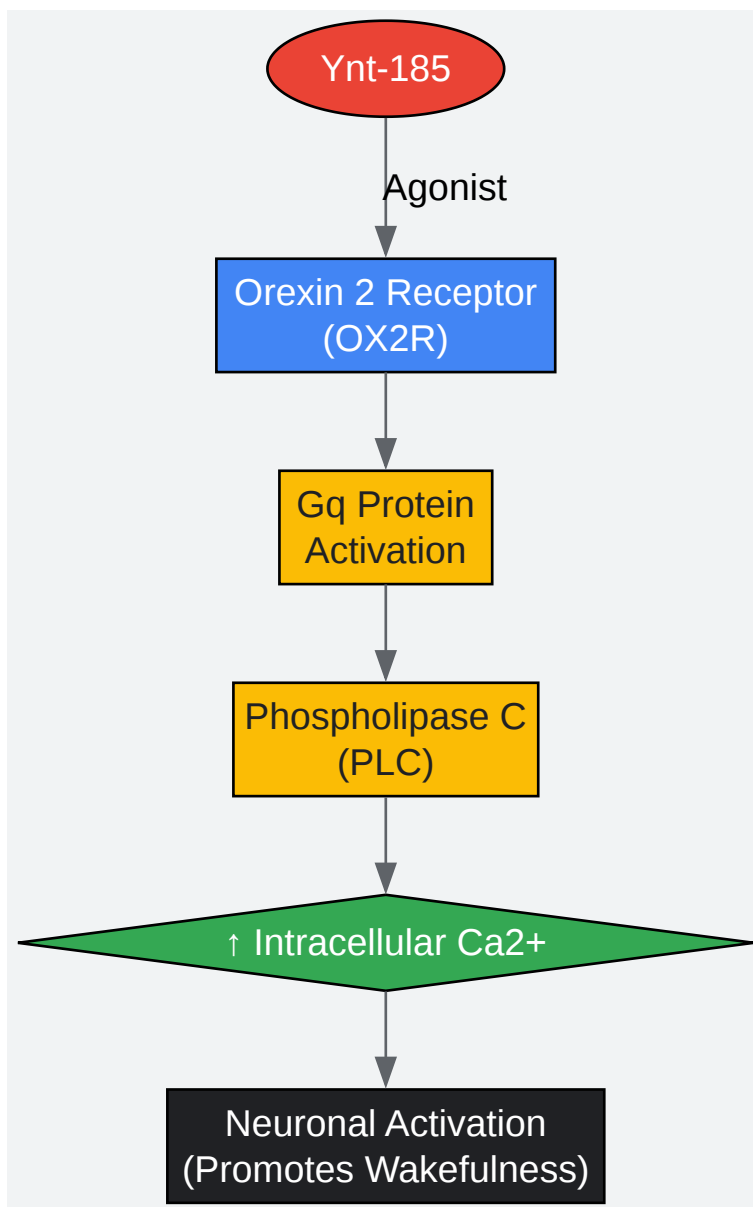 Ynt-185
Agonist
Orexin 2 Receptor
(OX2R)
Gq Protein
Activation
Phospholipase C
(PLC)
↑ Intracellular Ca2+
Neuronal Activation
(Promotes Wakefulness)